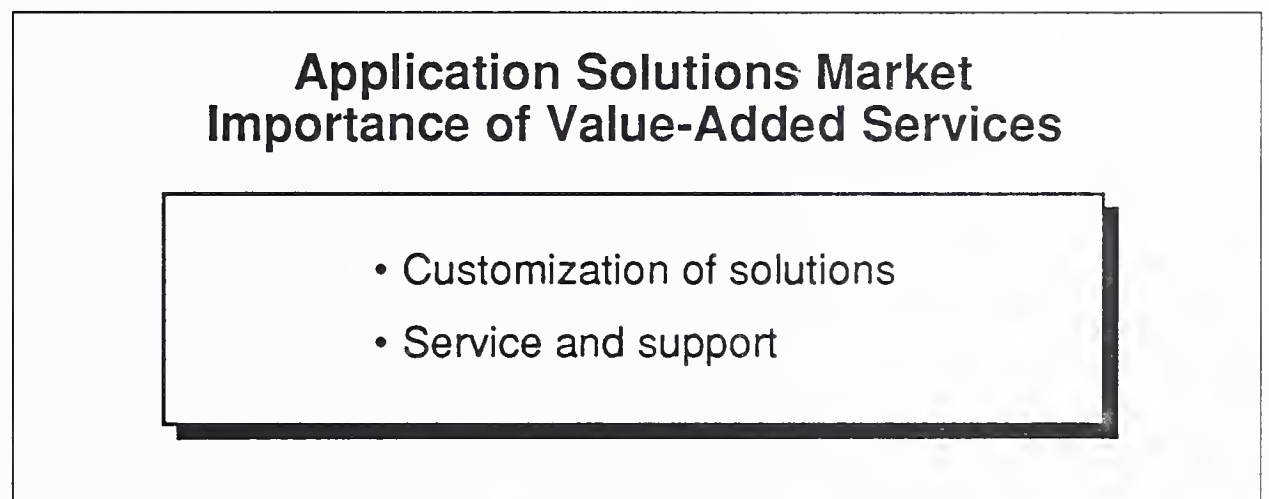 Application Solutions Market
Importance of Value-Added Services
• Customization of solutions
• Service and support